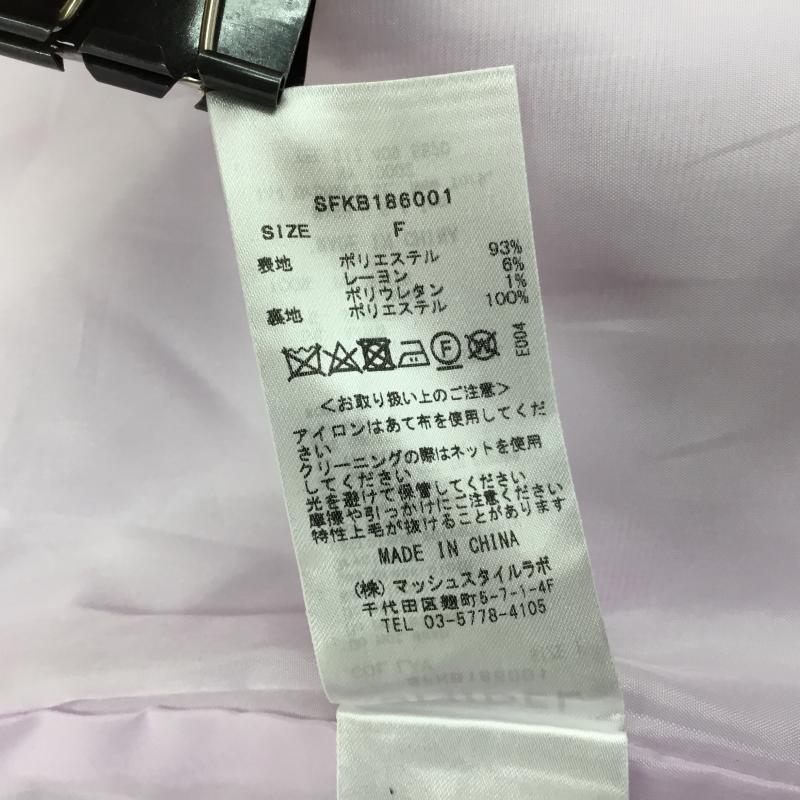 SFKB186001
SIZE F
表地 ポリエステル 93%
レーヨン 6%
ポリウレタン 1%
裏地 ポリエステル 100%
F W E004
<お取り扱い上のご注意>
アイロンはあて布を使用してくだ
さい
クリーニングの際はネットを使用
してください
光を避けて保管してください
摩擦や引っかけにご注意ください
特性上毛が抜けることがあります
MADE IN CHINA
(株)マッシュスタイルラボ
千代田区麹町5-7-1-4F
TEL 03-5778-4105